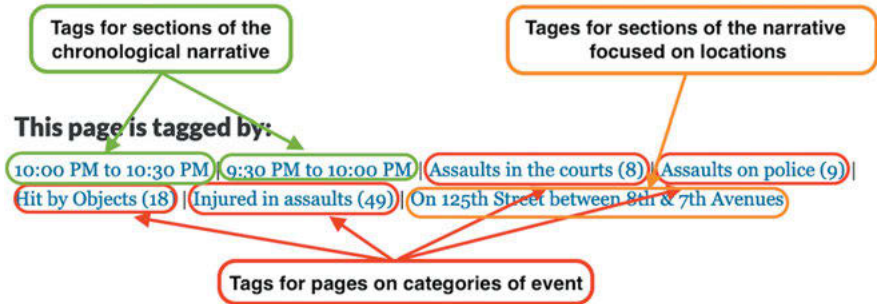 Tags for sections of the
chronological narrative
Tages for sections of the narrative
focused on locations
This page is tagged by:
10:00 PM to 10:30 PM | 9:30 PM to 10:00 PM | Assaults in the courts (8) | Assaults on police (9) |
Hit by Objects (18) | Injured in assaults (49) | On 125th Street between 8th & 7th Avenues
Tags for pages on categories of event